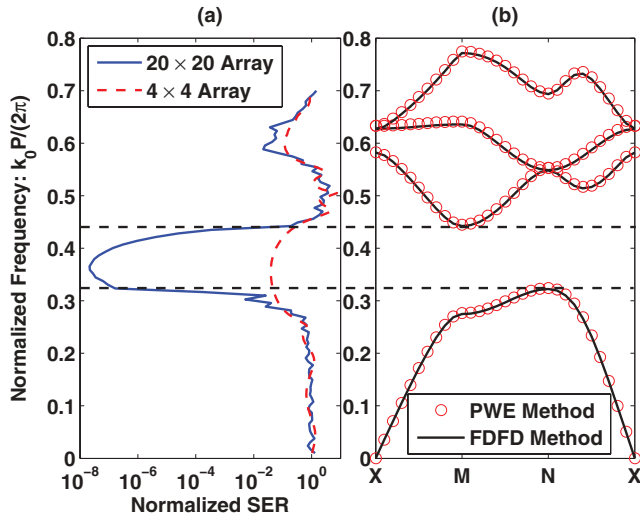 (a)
(b)
Normalized Frequency: k₀P/(2π)
0.8
0.7
0.6
0.5
0.4
0.3
0.2
0.1
0
20 × 20 Array
4 × 4 Array
10⁻⁸ 10⁻⁶ 10⁻⁴ 10⁻² 10⁰
Normalized SER
0.8
0.7
0.6
0.5
0.4
0.3
0.2
0.1
0
PWE Method
FDFD Method
X M N X